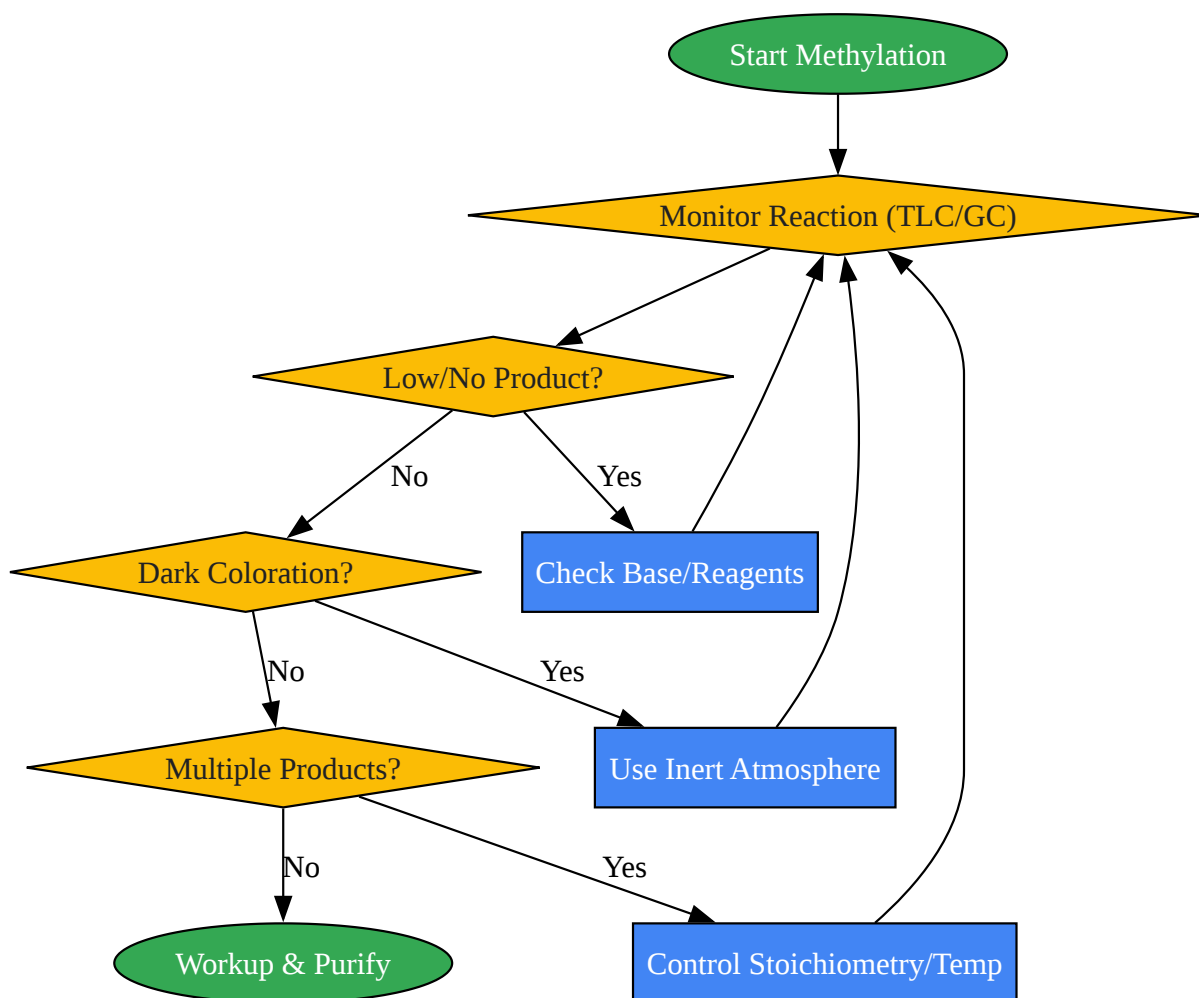 Start Methylation
Monitor Reaction (TLC/GC)
Low/No Product?
No
Yes
Dark Coloration?
Check Base/Reagents
No
Yes
Multiple Products?
Use Inert Atmosphere
No
Yes
Workup & Purify
Control Stoichiometry/Temp